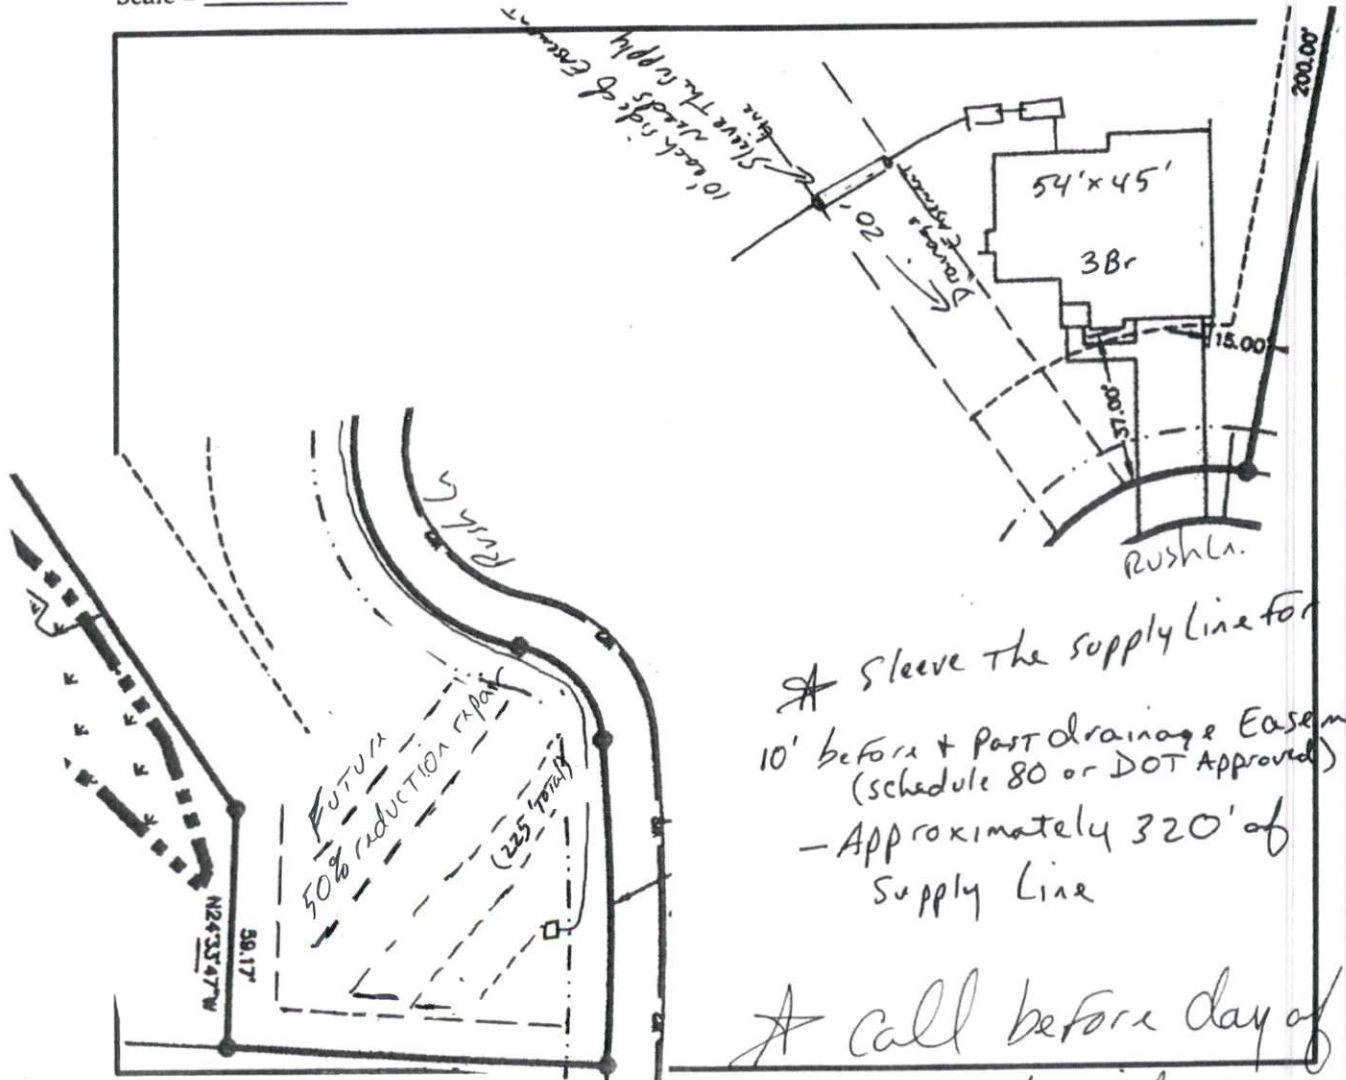 Scale =
10' each side of Easement
Sleeve The Supply
Line
Needs
20'
Drainage
Easement
54'x45'
3Br
200.00'
15.00'
37.00'
Rush Ln.
Rush Ln
Future
50% reduction repair
(225' Total)
59.17'
N24°33'47"W
Sleeve The Supply Line For
10' before + Past drainage Easem
(schedule 80 or DOT Approved)
- Approximately 320' of
Supply Line
Call before day of